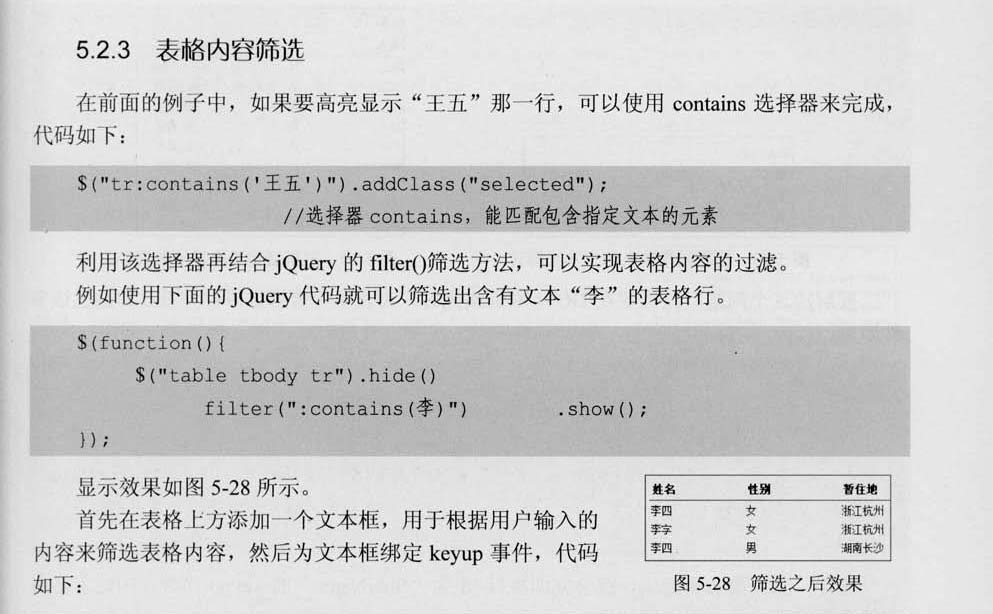 5.2.3 表格内容筛选
在前面的例子中，如果要高亮显示“王五”那一行，可以使用 contains 选择器来完成，
代码如下：
$("tr:contains('王五')").addClass("selected");
//选择器 contains，能匹配包含指定文本的元素
利用该选择器再结合 jQuery 的 filter()筛选方法，可以实现表格内容的过滤。
例如使用下面的 jQuery 代码就可以筛选出含有文本“李”的表格行。
$(function(){
$("table tbody tr").hide()
filter(":contains(李)") .show();
});
显示效果如图 5-28 所示。
首先在表格上方添加一个文本框，用于根据用户输入的
内容来筛选表格内容，然后为文本框绑定 keyup 事件，代码
如下：
姓名 性别 暂住地
李四 女 浙江杭州
李字 女 浙江杭州
李四 男 湖南长沙
图 5-28 筛选之后效果